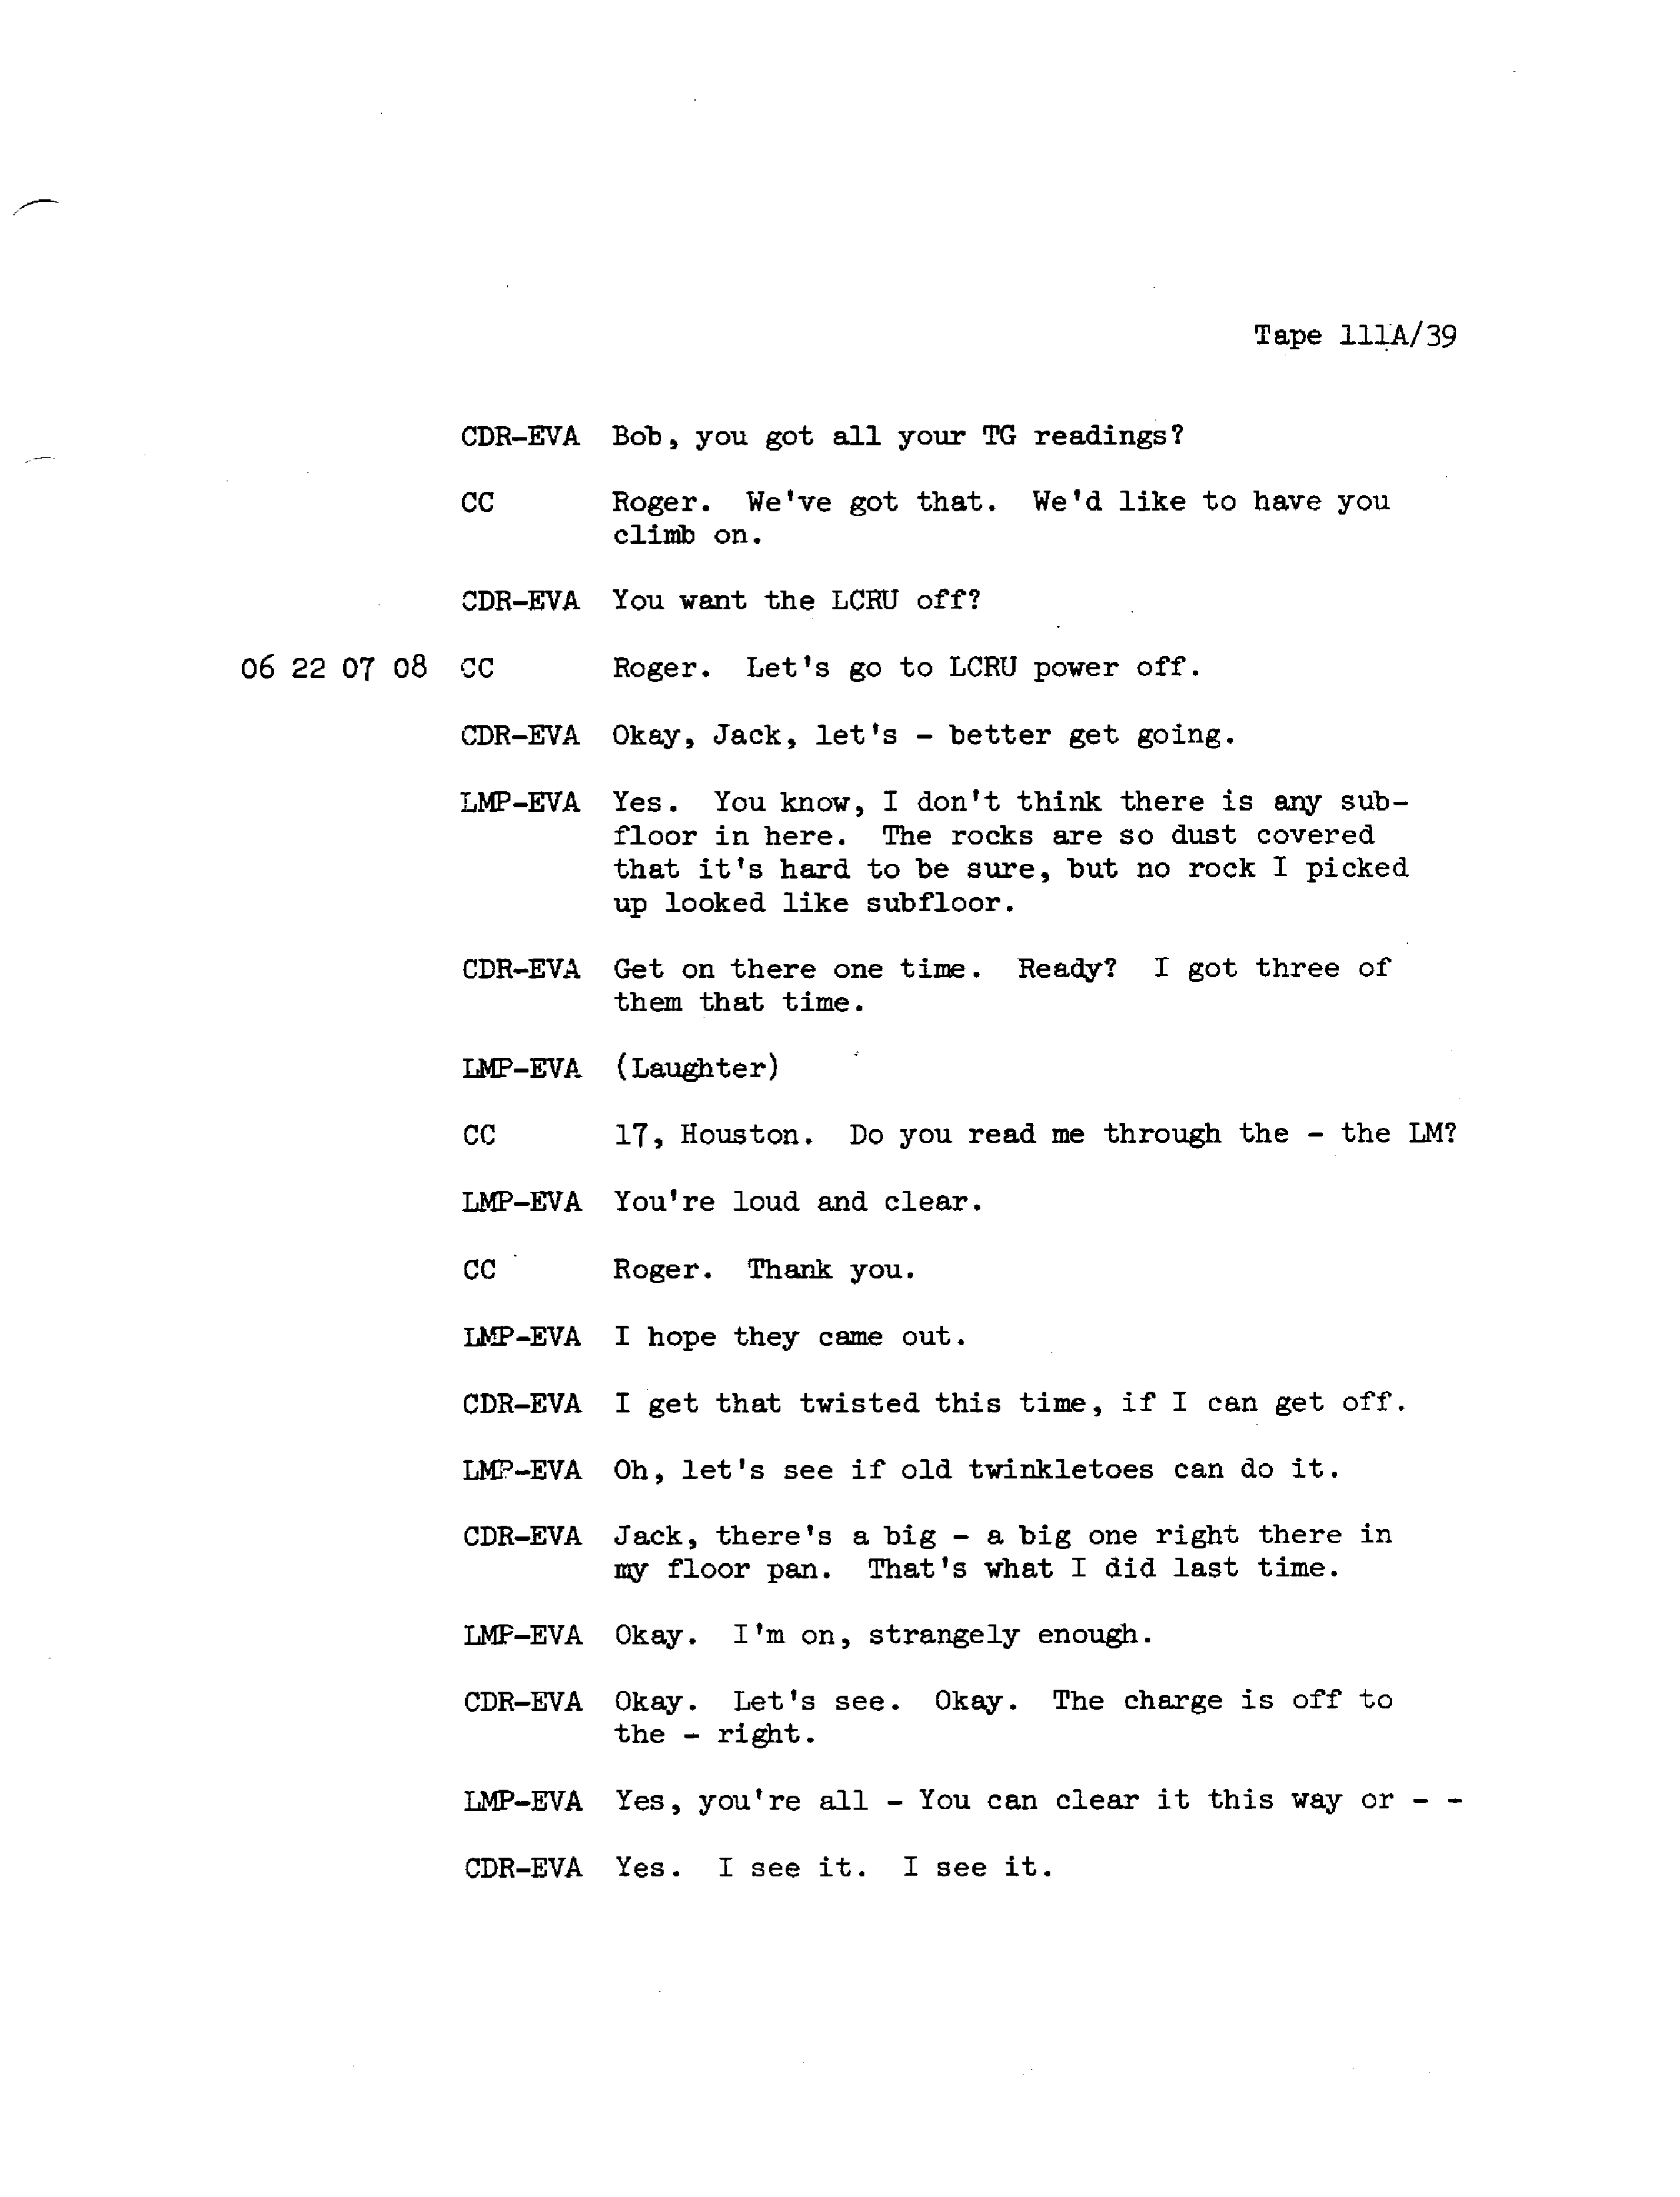 Tape 111A/39
CDR-EVA Bob, you got all your TG readings?
CC Roger. We've got that. We'd like to have you
climb on.
CDR-EVA You want the LCRU off?
06 22 07 08 CC Roger. Let's go to LCRU power off.
CDR-EVA Okay, Jack, let's - better get going.
LMP-EVA Yes. You know, I don't think there is any sub-
floor in here. The rocks are so dust covered
that it's hard to be sure, but no rock I picked
up looked like subfloor.
CDR-EVA Get on there one time. Ready? I got three of
them that time.
LMP-EVA (Laughter)
CC 17, Houston. Do you read me through the - the LM?
LMP-EVA You're loud and clear.
CC Roger. Thank you.
LMP-EVA I hope they came out.
CDR-EVA I get that twisted this time, if I can get off.
LMP-EVA Oh, let's see if old twinkletoes can do it.
CDR-EVA Jack, there's a big - a big one right there in
my floor pan. That's what I did last time.
LMP-EVA Okay. I'm on, strangely enough.
CDR-EVA Okay. Let's see. Okay. The charge is off to
the - right.
LMP-EVA Yes, you're all - You can clear it this way or - -
CDR-EVA Yes. I see it. I see it.